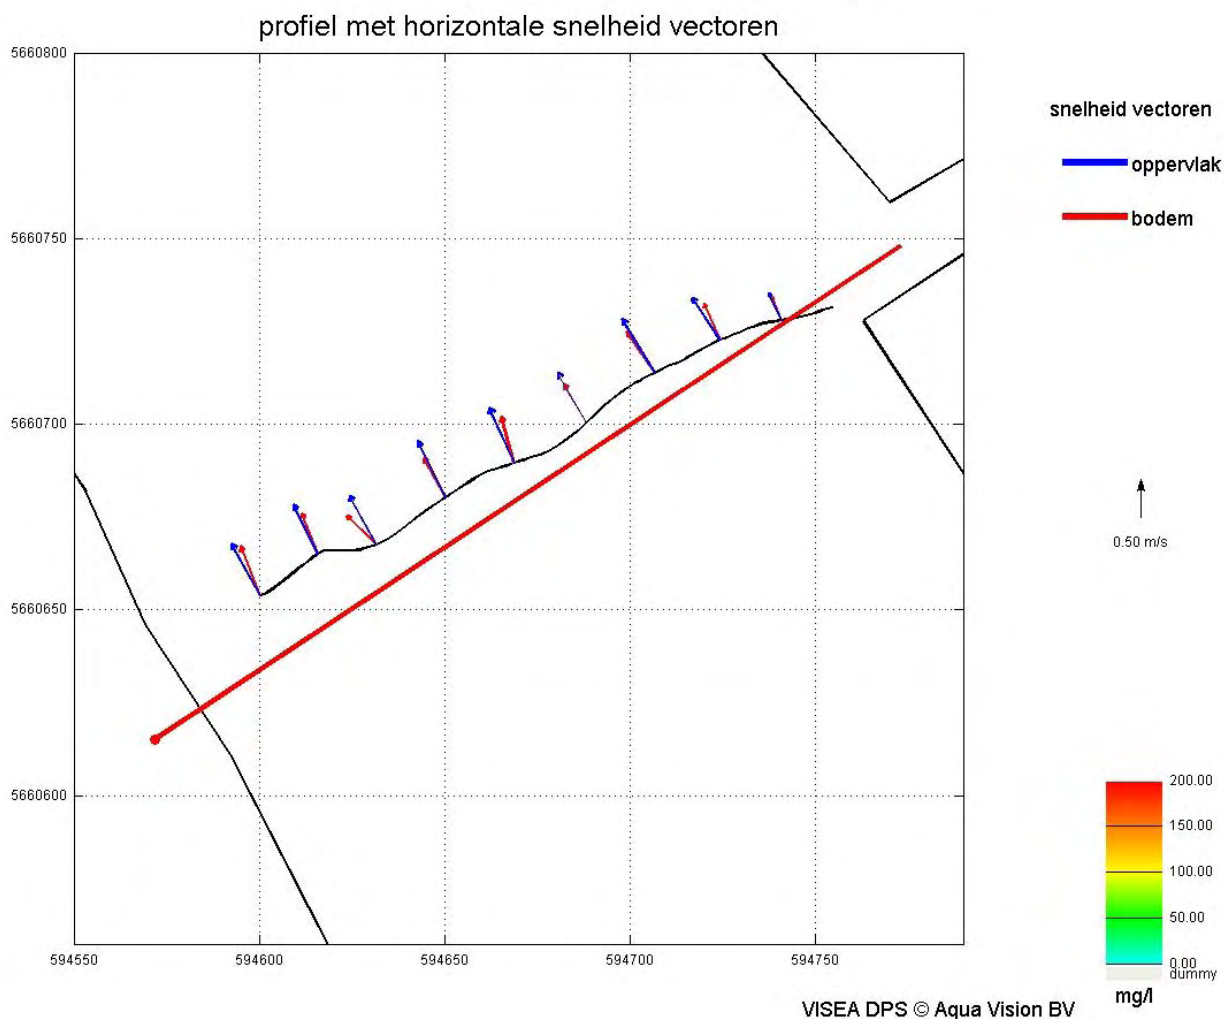 profiel met horizontale snelheid vectoren
5660800
5660750
5660700
5660650
5660600
594550
594600
594650
594700
594750
snelheid vectoren
oppervlak
bodem
0.50 m/s
200.00
150.00
100.00
50.00
0.00
dummy
mg/l
VISEA DPS © Aqua Vision BV